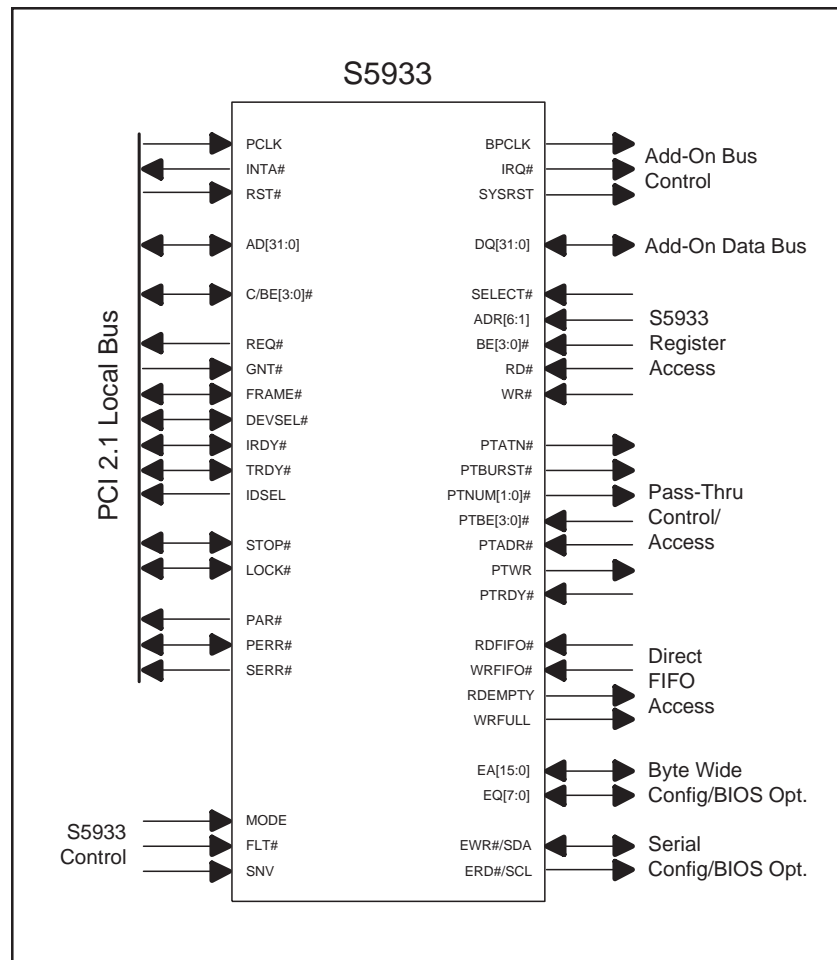 S5933
PCI 2.1 Local Bus
PCLK
INTA#
RST#
AD[31:0]
C/BE[3:0]#
REQ#
GNT#
FRAME#
DEVSEL#
IRDY#
TRDY#
IDSEL
STOP#
LOCK#
PAR#
PERR#
SERR#
S5933
Control
MODE
FLT#
SNV
BPCLK
IRQ#
SYSRST
Add-On Bus
Control
DQ[31:0]
Add-On Data Bus
SELECT#
ADR[6:1]
BE[3:0]#
RD#
WR#
S5933
Register
Access
PTATN#
PTBURST#
PTNUM[1:0]#
PTBE[3:0]#
PTADR#
PTWR
PTRDY#
Pass-Thru
Control/
Access
RDFIFO#
WRFIFO#
RDEMPTY
WRFULL
Direct
FIFO
Access
EA[15:0]
EQ[7:0]
Byte Wide
Config/BIOS Opt.
EWR#/SDA
ERD#/SCL
Serial
Config/BIOS Opt.